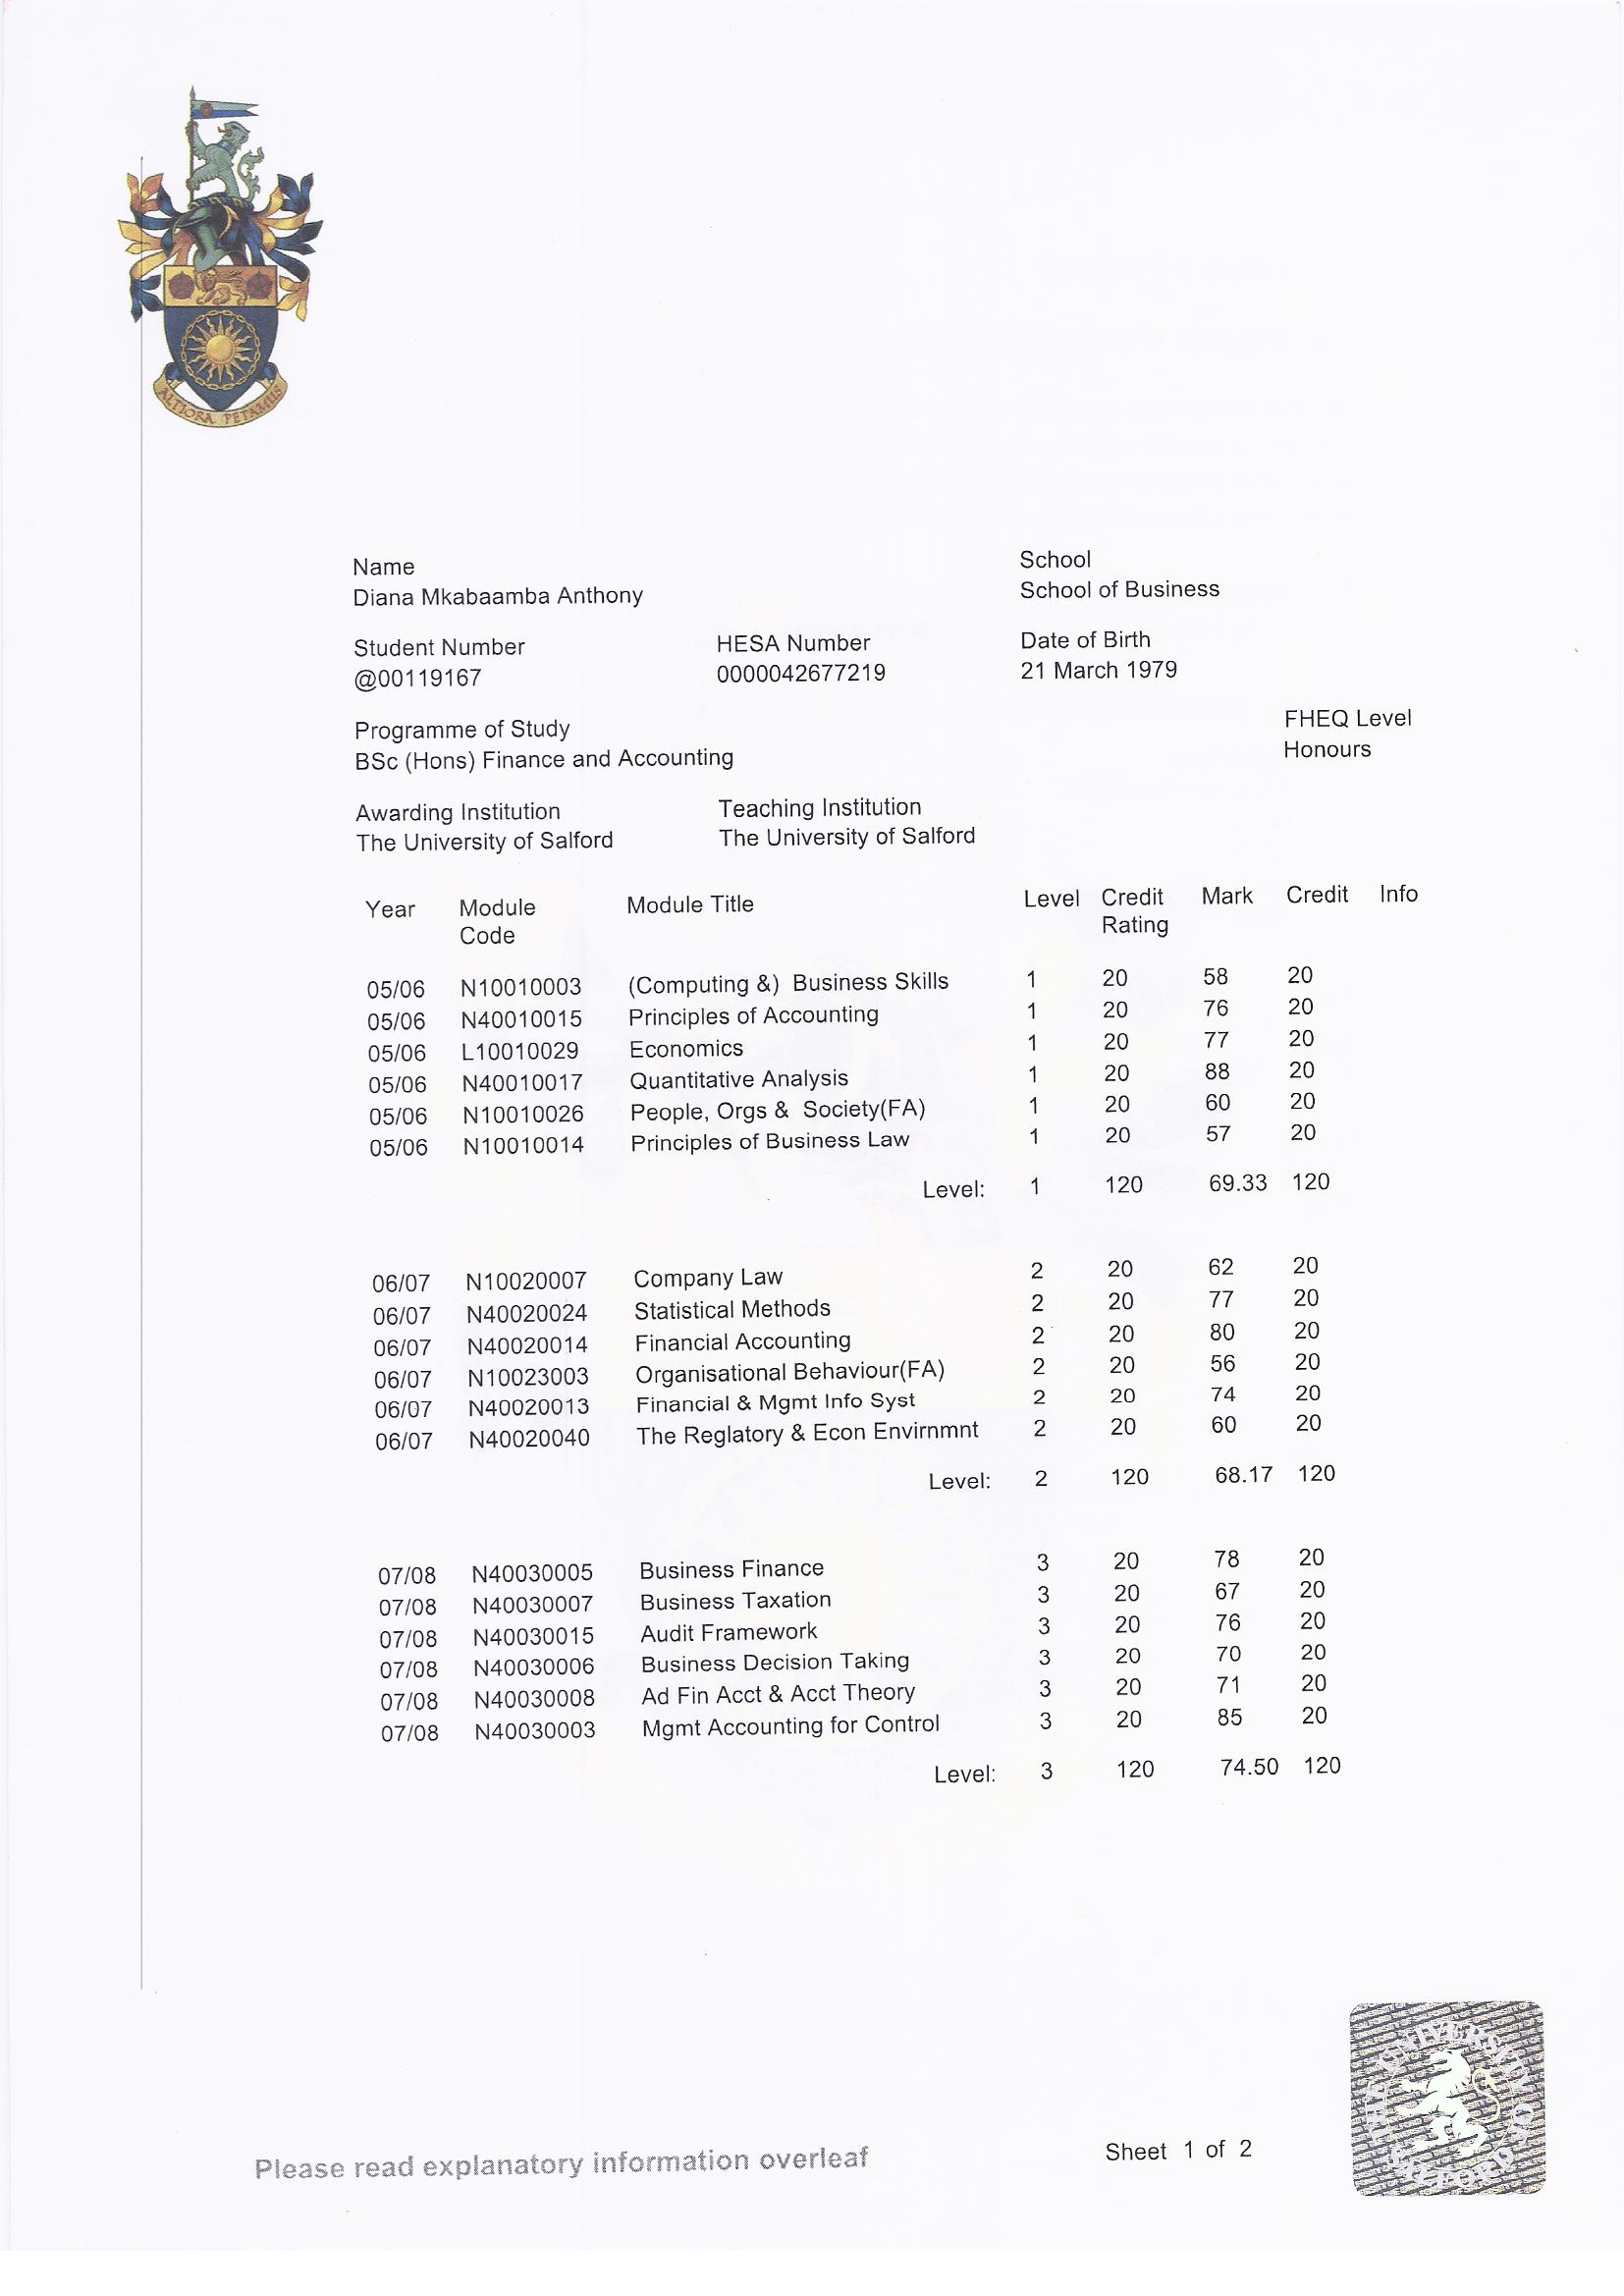 ALTIORA PETAMUS
Name
Diana Mkabaamba Anthony
School
School of Business
Student Number
@00119167
HESA Number
0000042677219
Date of Birth
21 March 1979
Programme of Study
BSc (Hons) Finance and Accounting
FHEQ Level
Honours
Awarding Institution
The University of Salford
Teaching Institution
The University of Salford
Year Module Code Module Title Level Credit Rating Mark Credit Info
05/06 N10010003 (Computing &) Business Skills 1 20 58 20
05/06 N40010015 Principles of Accounting 1 20 76 20
05/06 L10010029 Economics 1 20 77 20
05/06 N40010017 Quantitative Analysis 1 20 88 20
05/06 N10010026 People, Orgs & Society(FA) 1 20 60 20
05/06 N10010014 Principles of Business Law 1 20 57 20
Level: 1 120 69.33 120
06/07 N10020007 Company Law 2 20 62 20
06/07 N40020024 Statistical Methods 2 20 77 20
06/07 N40020014 Financial Accounting 2 20 80 20
06/07 N10023003 Organisational Behaviour(FA) 2 20 56 20
06/07 N40020013 Financial & Mgmt Info Syst 2 20 74 20
06/07 N40020040 The Reglatory & Econ Envirnmnt 2 20 60 20
Level: 2 120 68.17 120
07/08 N40030005 Business Finance 3 20 78 20
07/08 N40030007 Business Taxation 3 20 67 20
07/08 N40030015 Audit Framework 3 20 76 20
07/08 N40030006 Business Decision Taking 3 20 70 20
07/08 N40030008 Ad Fin Acct & Acct Theory 3 20 71 20
07/08 N40030003 Mgmt Accounting for Control 3 20 85 20
Level: 3 120 74.50 120
THE UNIVERSITY OF SALFORD
Please read explanatory information overleaf
Sheet 1 of 2